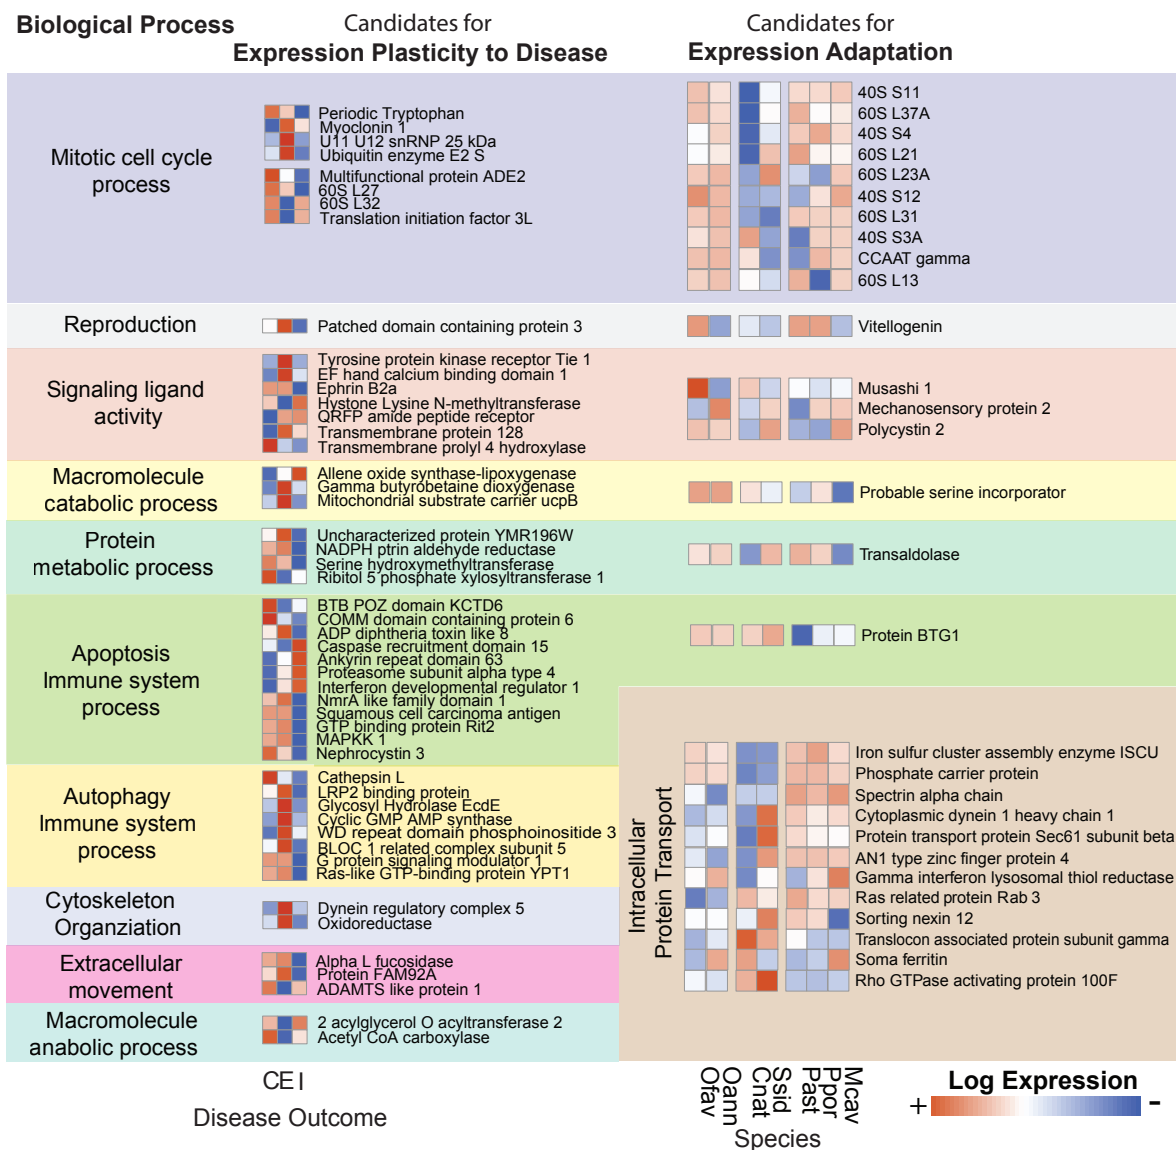 Biological Process
Candidates for
Expression Plasticity to Disease
Candidates for
Expression Adaptation
Mitotic cell cycle
process
Periodic Tryptophan
Myoclonin 1
U11 U12 snRNP 25 kDa
Ubiquitin enzyme E2 S
Multifunctional protein ADE2
60S L27
60S L32
Translation initiation factor 3L
40S S11
60S L37A
40S S4
60S L21
60S L23A
40S S12
60S L31
40S S3A
CCAAT gamma
60S L13
Reproduction
Patched domain containing protein 3
Vitellogenin
Signaling ligand
activity
Tyrosine protein kinase receptor Tie 1
EF hand calcium binding domain 1
Ephrin B2a
Hystone Lysine N-methyltransferase
QRFP amide peptide receptor
Transmembrane protein 128
Transmembrane prolyl 4 hydroxylase
Musashi 1
Mechanosensory protein 2
Polycystin 2
Macromolecule
catabolic process
Allene oxide synthase-lipoxygenase
Gamma butyrobetaine dioxygenase
Mitochondrial substrate carrier ucpB
Probable serine incorporator
Protein
metabolic process
Uncharacterized protein YMR196W
NADPH ptrin aldehyde reductase
Serine hydroxymethyltransferase
Ribitol 5 phosphate xylosyltransferase 1
Transaldolase
Apoptosis
Immune system
process
BTB POZ domain KCTD6
COMM domain containing protein 6
ADP diphtheria toxin like 8
Caspase recruitment domain 15
Ankyrin repeat domain 63
Proteasome subunit alpha type 4
Interferon developmental regulator 1
NmrA like family domain 1
Squamous cell carcinoma antigen
GTP binding protein Rit2
MAPKK 1
Nephrocystin 3
Protein BTG1
Autophagy
Immune system
process
Cathepsin L
LRP2 binding protein
Glycosyl Hydrolase EcdE
Cyclic GMP AMP synthase
WD repeat domain phosphoinositide 3
BLOC 1 related complex subunit 5
G protein signaling modulator 1
Ras-like GTP-binding protein YPT1
Intracellular
Protein Transport
Iron sulfur cluster assembly enzyme ISCU
Phosphate carrier protein
Spectrin alpha chain
Cytoplasmic dynein 1 heavy chain 1
Protein transport protein Sec61 subunit beta
AN1 type zinc finger protein 4
Gamma interferon lysosomal thiol reductase
Ras related protein Rab 3
Sorting nexin 12
Translocon associated protein subunit gamma
Soma ferritin
Rho GTPase activating protein 100F
Cytoskeleton
Organziation
Dynein regulatory complex 5
Oxidoreductase
Extracellular
movement
Alpha L fucosidase
Protein FAM92A
ADAMTS like protein 1
Macromolecule
anabolic process
2 acylglycerol O acyltransferase 2
Acetyl CoA carboxylase
C E I
Disease Outcome
Ofav
Oann
Cnat
Ssid
Past
Ppor
Mcav
Species
Log Expression
+ -